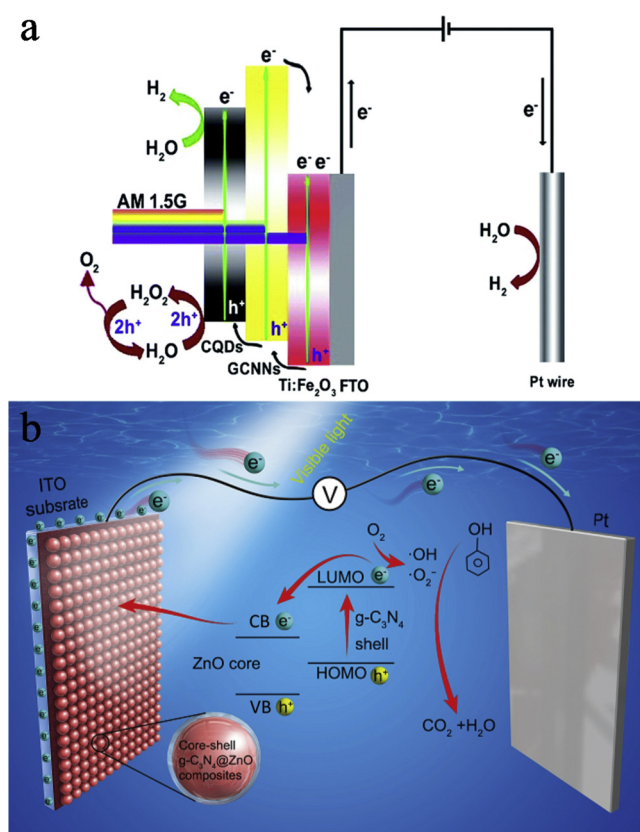 a
e⁻
H₂
e⁻
e⁻
e⁻
H₂O
e⁻ e⁻
AM 1.5G
H₂O
O₂
H₂O₂
H₂
2h⁺
2h⁺
h⁺
h⁺
h⁺
H₂O
CQDs
GCNNs
Ti:Fe₂O₃ FTO
Pt wire
b
e⁻
Visible light
e⁻
ITO
subsrate
e⁻
e⁻
V
Pt
O₂
OH
·OH
·O₂⁻
LUMO
e⁻
CB
e⁻
g-C₃N₄
shell
ZnO core
HOMO
h⁺
VB
h⁺
CO₂ +H₂O
Core-shell
g-C₃N₄@ZnO
composites